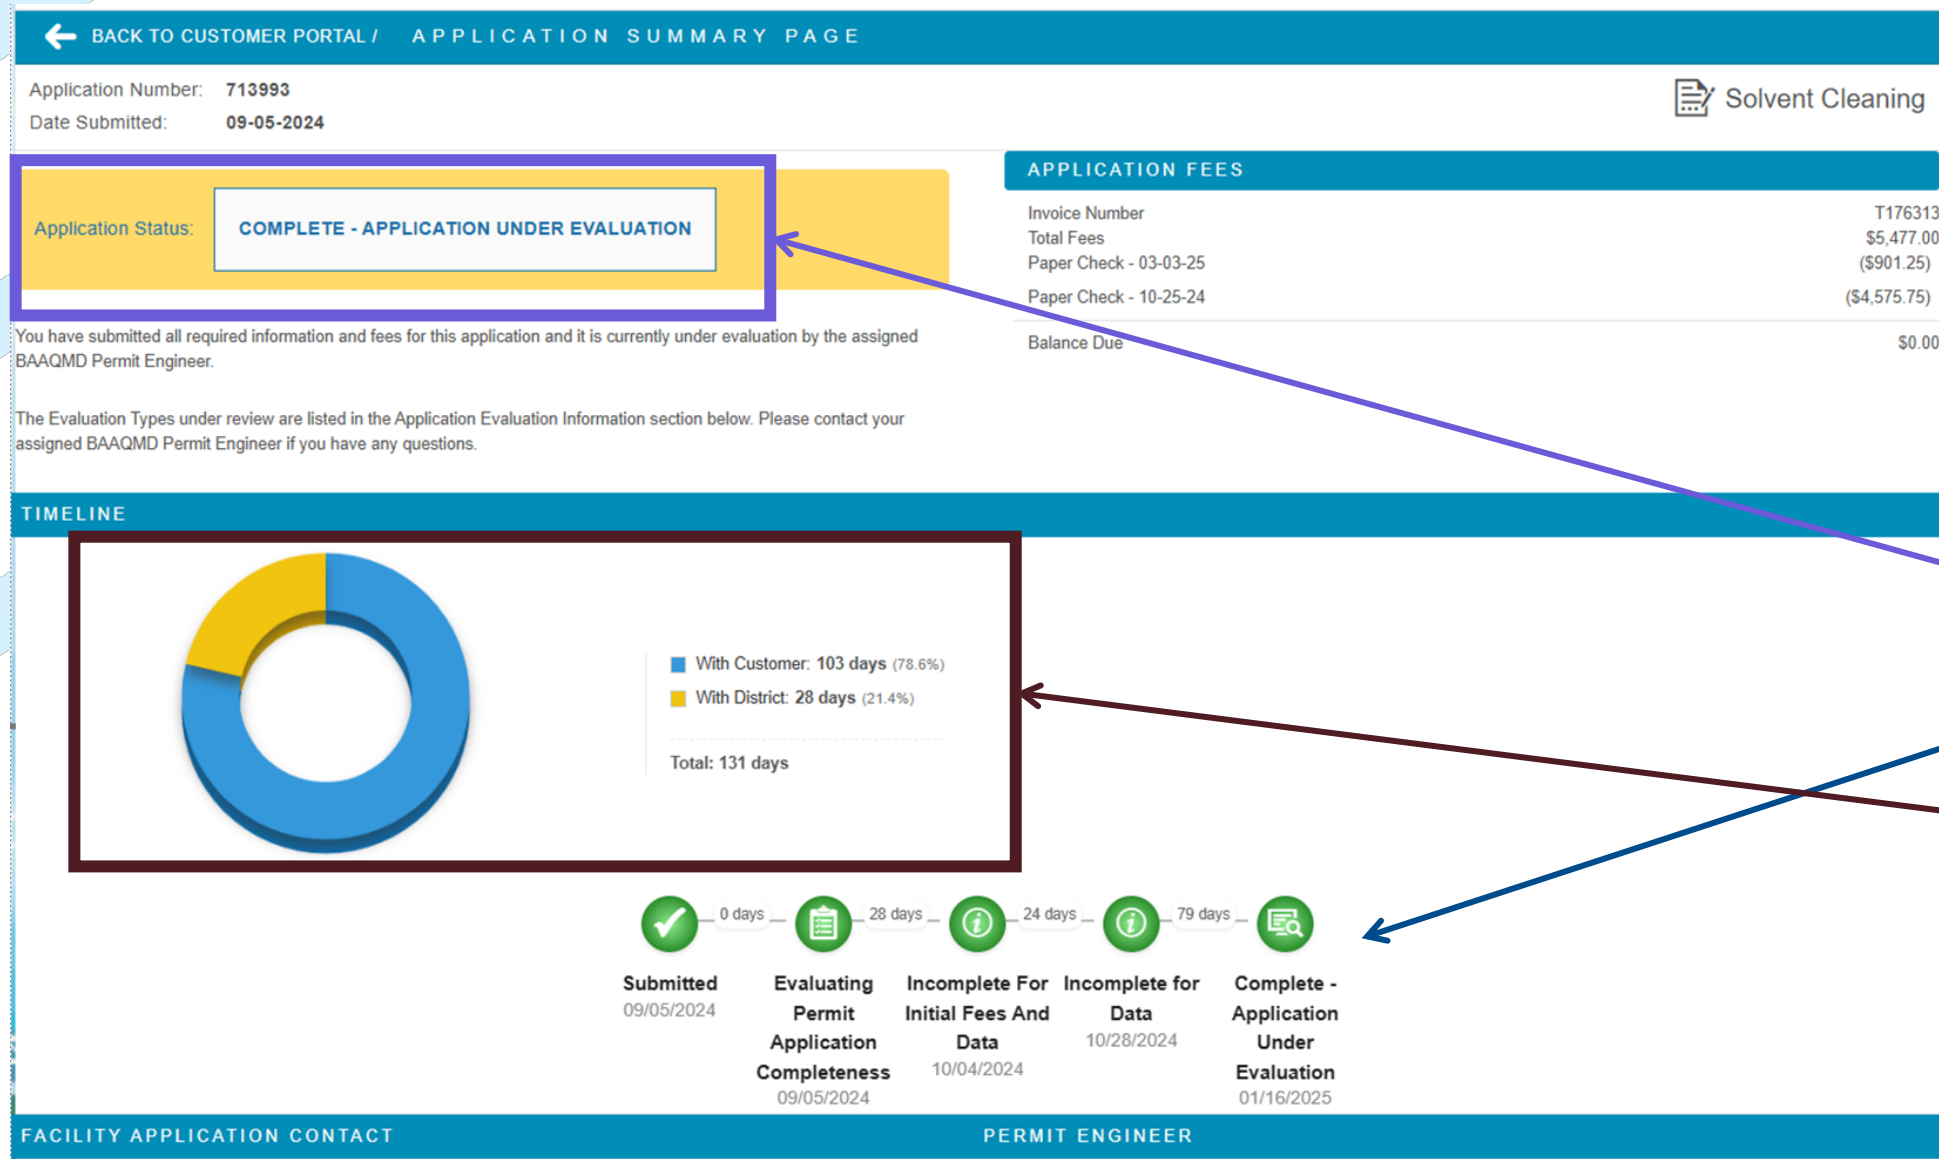 BACK TO CUSTOMER PORTAL / APPLICATION SUMMARY PAGE
Application Number: 713993
Date Submitted: 09-05-2024
Solvent Cleaning
Application Status: COMPLETE - APPLICATION UNDER EVALUATION
You have submitted all required information and fees for this application and it is currently under evaluation by the assigned
BAAQMD Permit Engineer.
The Evaluation Types under review are listed in the Application Evaluation Information section below. Please contact your
assigned BAAQMD Permit Engineer if you have any questions.
APPLICATION FEES
Invoice Number T176313
Total Fees $5,477.00
Paper Check - 03-03-25 ($901.25)
Paper Check - 10-25-24 ($4,575.75)
Balance Due $0.00
TIMELINE
With Customer: 103 days (78.6%)
With District: 28 days (21.4%)
Total: 131 days
0 days 28 days 24 days 79 days
Submitted
09/05/2024
Evaluating
Permit
Application
Completeness
09/05/2024
Incomplete For
Initial Fees And
Data
10/04/2024
Incomplete for
Data
10/28/2024
Complete -
Application
Under
Evaluation
01/16/2025
FACILITY APPLICATION CONTACT
PERMIT ENGINEER